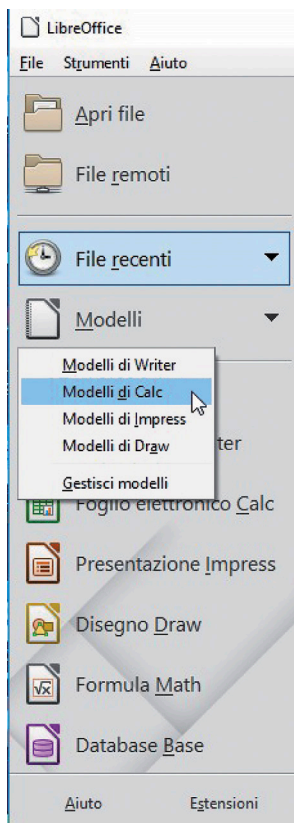 LibreOffice
File Strumenti Aiuto
Apri file
File remoti
File recenti
Modelli
Modelli di Writer
Modelli di Calc
Modelli di Impress
Modelli di Draw
ter
Gestisci modelli
Foglio elettronico Calc
Presentazione Impress
Disegno Draw
Formula Math
Database Base
Aiuto Estensioni